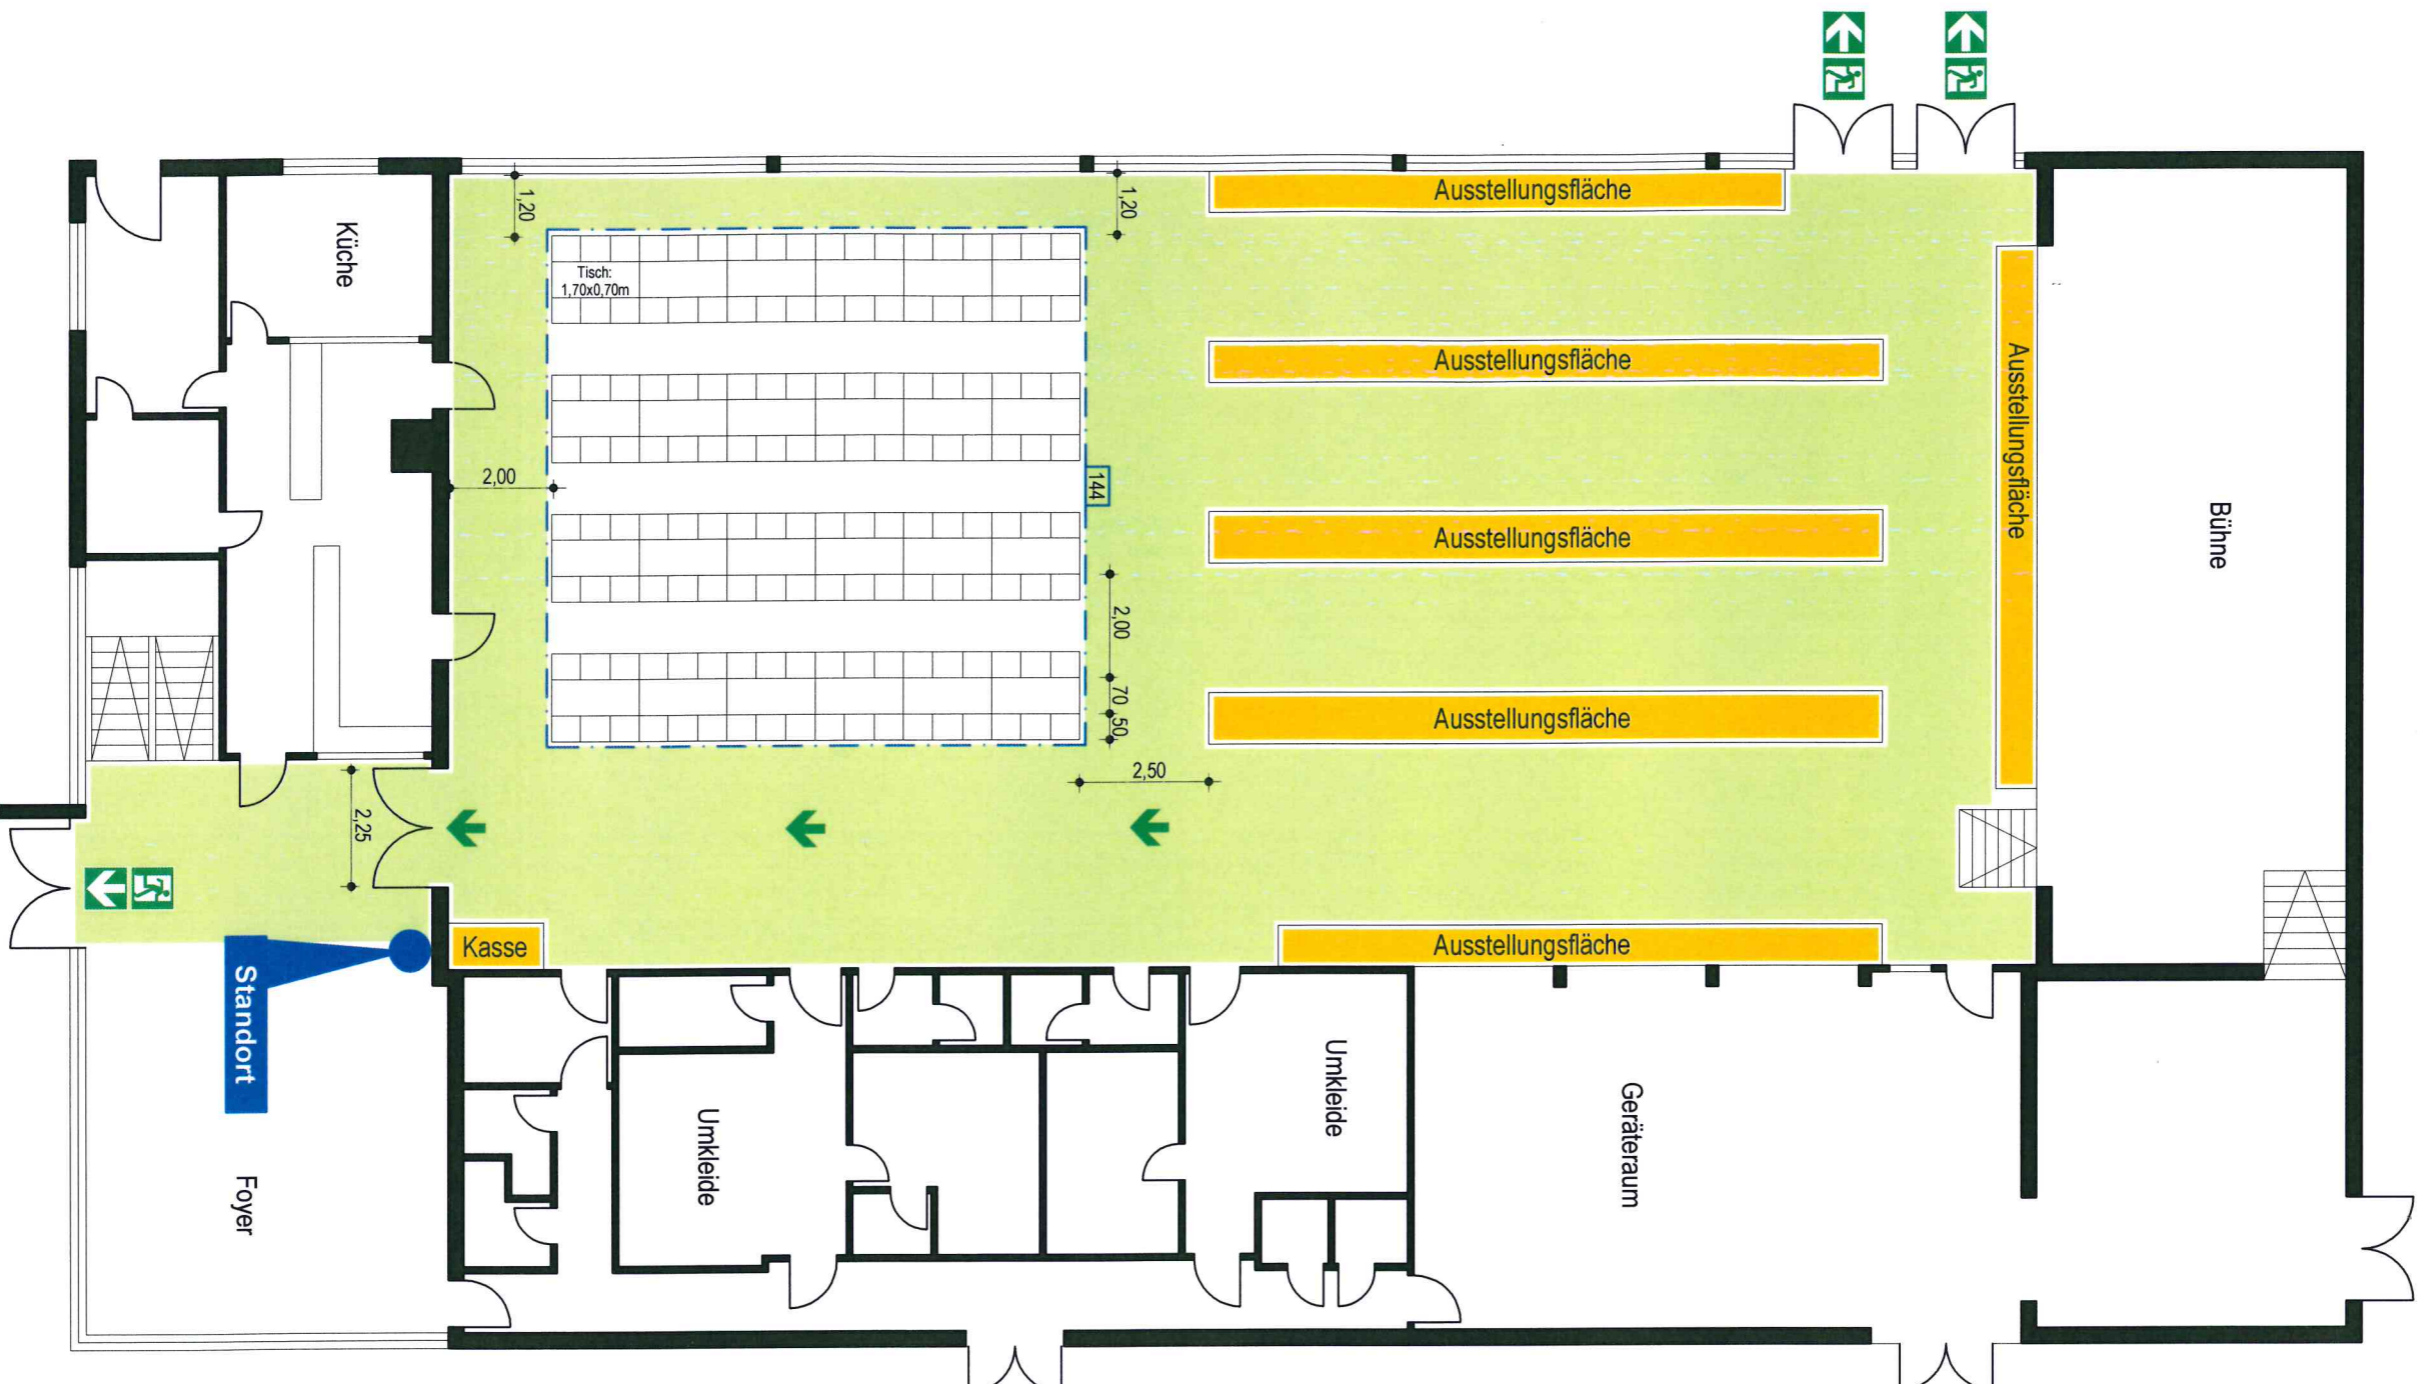 Ausstellungsfläche
1,20
1,20
Küche
Tisch:
1,70x0,70m
Ausstellungsfläche
Ausstellungsfläche
2,00
144
Ausstellungsfläche
Bühne
2,00
70
50
Ausstellungsfläche
2,50
2,25
Kasse
Ausstellungsfläche
Standort
Umkleide
Umkleide
Geräteraum
Foyer